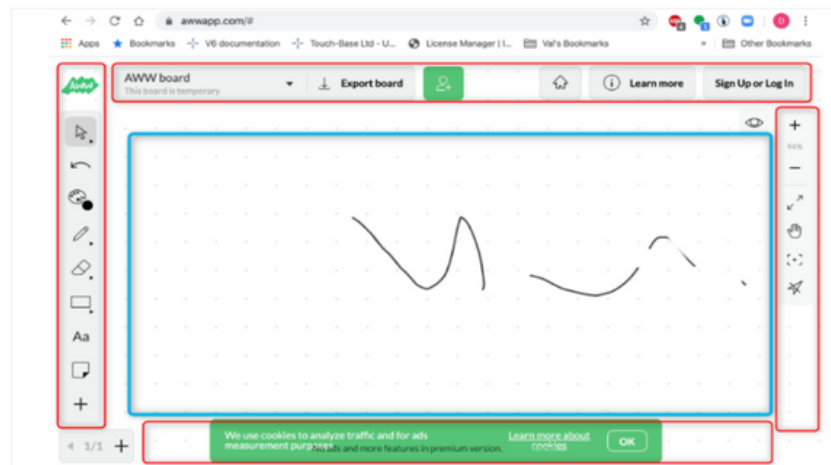 awwapp.com/#
Apps Bookmarks V6 documentation Touch-Base Ltd - U... License Manager | I... Val's Bookmarks » Other Bookmarks
AWW
AWW board Export board Learn more Sign Up or Log In
This board is temporary
94%
Aa
1/1
We use cookies to analyze traffic and for ads
measurement purposes.
Learn more about
cookies
OK
No ads and more features in premium version.